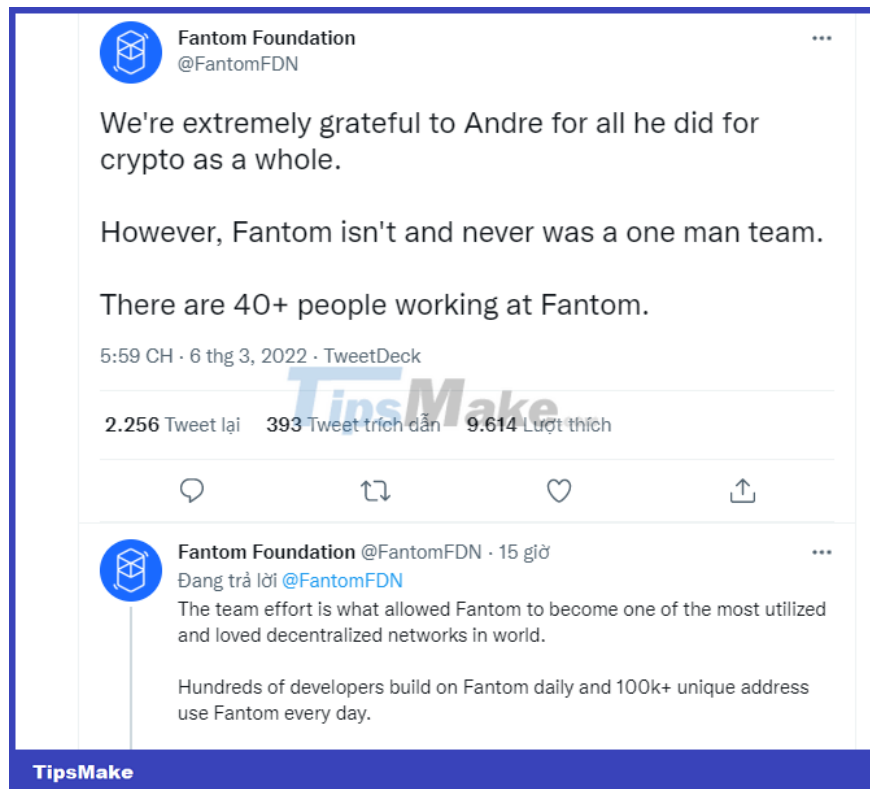 Fantom Foundation
@FantomFDN
We're extremely grateful to Andre for all he did for
crypto as a whole.
However, Fantom isn't and never was a one man team.
There are 40+ people working at Fantom.
5:59 CH · 6 thg 3, 2022 · TweetDeck
TipsMake
2.256 Tweet lại 393 Tweet trích dẫn 9.614 Lượt thích
Fantom Foundation @FantomFDN · 15 giờ
Đang trả lời @FantomFDN
The team effort is what allowed Fantom to become one of the most utilized
and loved decentralized networks in world.
Hundreds of developers build on Fantom daily and 100k+ unique address
use Fantom every day.
TipsMake